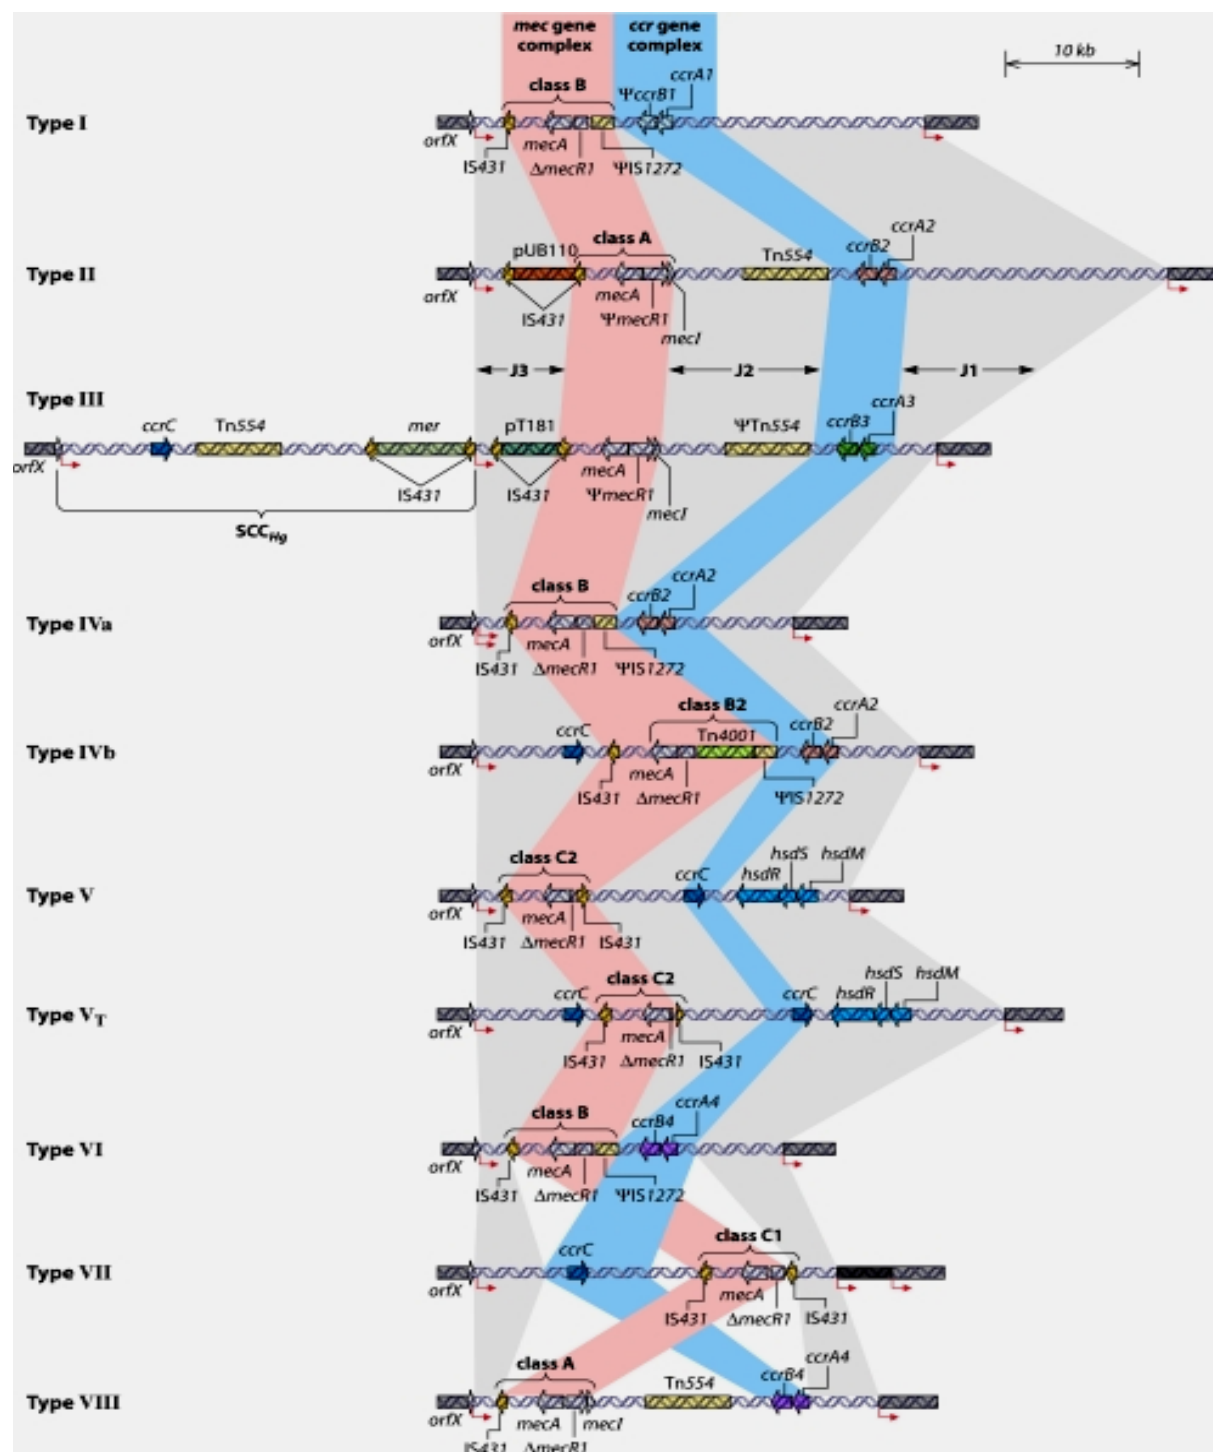 mec gene complex
ccr gene complex
10 kb
class B
ccrA1
ΨccrB1
Type I
orfX
mecA
IS431
ΔmecR1
ΨIS1272
class A
pUB110
Tn554
ccrB2
ccrA2
Type II
orfX
mecA
IS431
ΨmecR1
mecI
J3
J2
J1
Type III
ccrC
Tn554
mer
pT181
ΨTn554
ccrB3
ccrA3
orfX
mecA
IS431
IS431
ΨmecR1
mecI
SCCHg
class B
ccrA2
ccrB2
Type IVa
orfX
mecA
IS431
ΔmecR1
ΨIS1272
class B2
ccrA2
ccrC
Tn4001
ccrB2
Type IVb
orfX
mecA
IS431
ΔmecR1
ΨIS1272
class C2
hsdS
hsdM
ccrC
hsdR
Type V
orfX
mecA
IS431
ΔmecR1
IS431
class C2
hsdS
hsdM
ccrC
ccrC
hsdR
Type VT
orfX
mecA
IS431
ΔmecR1
IS431
class B
ccrA4
ccrB4
Type VI
orfX
mecA
IS431
ΔmecR1
ΨIS1272
class C1
ccrC
Type VII
orfX
mecA
IS431
ΔmecR1
IS431
class A
ccrA4
Tn554
ccrB4
Type VIII
orfX
mecA
mecI
IS431
ΔmecR1